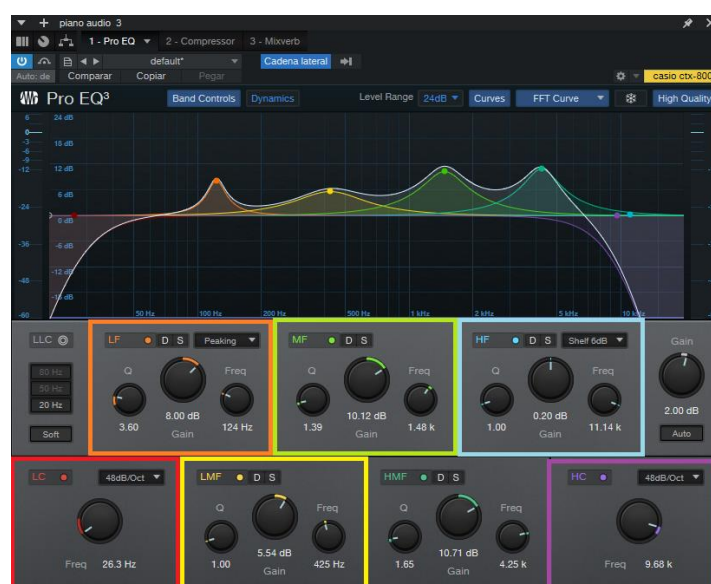 piano audio 3
1 - Pro EQ 2 - Compressor 3 - Mixverb
default* Cadena lateral
Auto: de Comparar Copiar Pegar casio ctx-800
Pro EQ³ Band Controls Dynamics Level Range 24dB Curves FFT Curve High Quality
6 24 dB
0
-3 18 dB
-6
-9
-12 12 dB
6 dB
-24 0 dB
-36 -6 dB
-12 dB
-48
-18 dB
-60 50 Hz 100 Hz 200 Hz 500 Hz 1 kHz 2 kHz 5 kHz 10 kHz
LLC LF D S Peaking MF D S HF D S Shelf 6dB Gain
80 Hz Q Freq Q Freq Q Freq
50 Hz
20 Hz 3.60 8.00 dB 124 Hz 1.39 10.12 dB 1.48 k 1.00 0.20 dB 11.14 k 2.00 dB
Soft Gain Gain Gain Auto
LC 48dB/Oct LMF D S HMF D S HC 48dB/Oct
Q Freq Q Freq
Freq 26.3 Hz 1.00 5.54 dB 425 Hz 1.65 10.71 dB 4.25 k Freq 9.68 k
Gain Gain